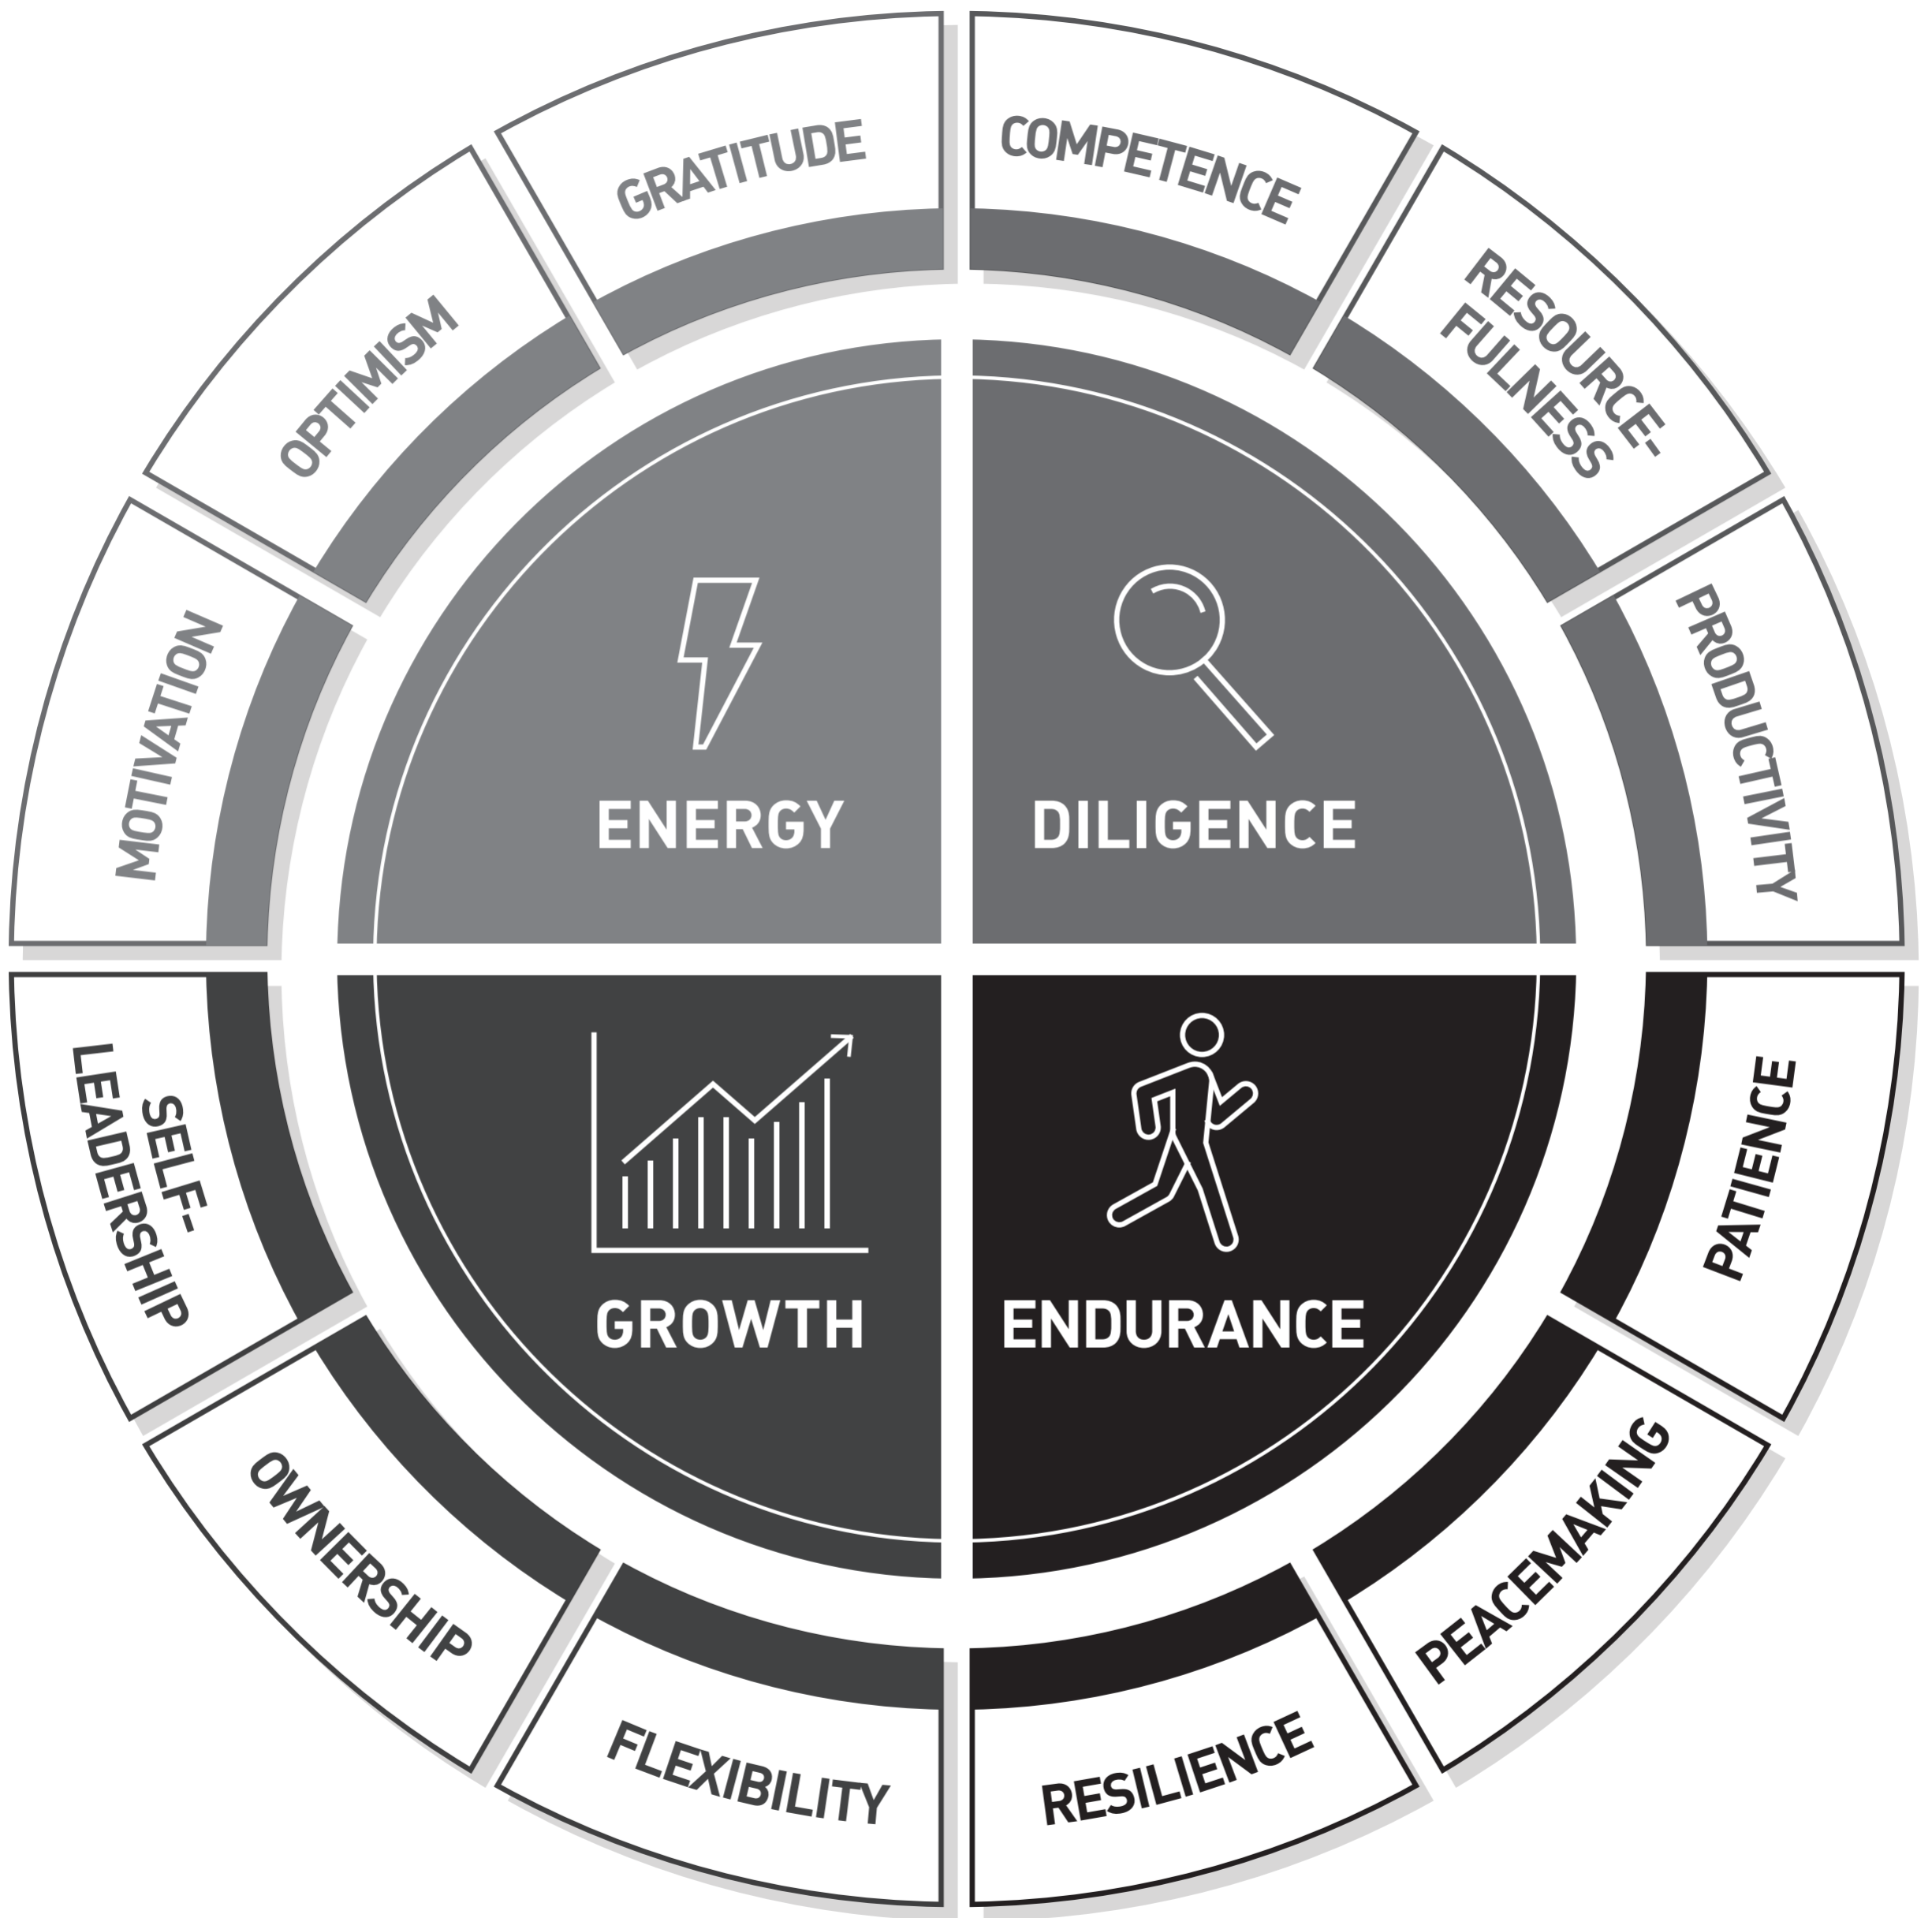 GRATITUDE
COMPETENCE
OPTIMISM
RESOURCE-
FULNESS
MOTIVATION
PRODUCTIVITY
ENERGY
DILIGENCE
GROWTH
ENDURANCE
SELF-
LEADERSHIP
PATIENCE
OWNERSHIP
PEACEMAKING
FLEXIBILITY
RESILIENCE